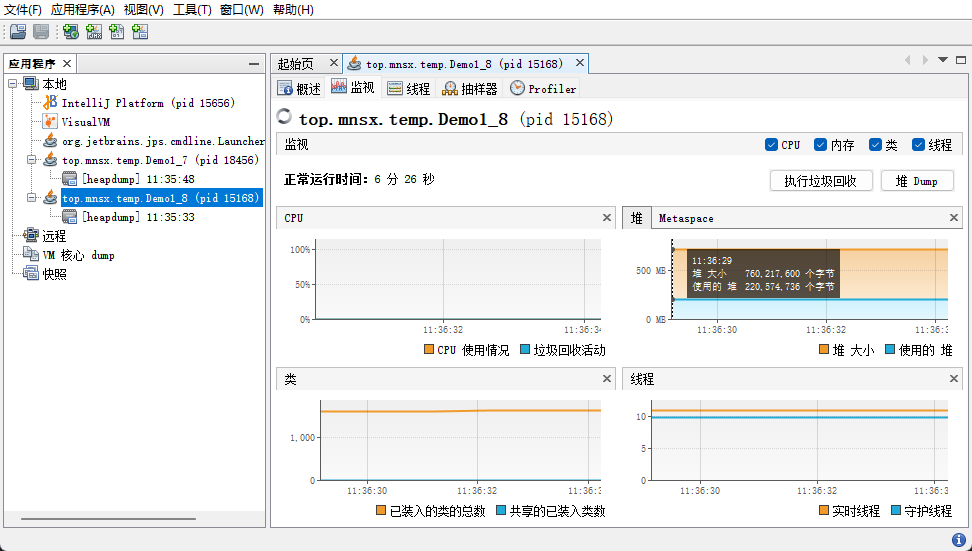 文件(F) 应用程序(A) 视图(V) 工具(T) 窗口(W) 帮助(H)
应用程序
本地
IntelliJ Platform (pid 15656)
VisualVM
org.jetbrains.jps.cmdline.Launcher
top.mnsx.temp.Demo1_7 (pid 18456)
[heapdump] 11:35:48
top.mnsx.temp.Demo1_8 (pid 15168)
[heapdump] 11:35:33
远程
VM 核心 dump
快照
起始页 top.mnsx.temp.Demo1_8 (pid 15168)
概述 监视 线程 抽样器 Profiler
top.mnsx.temp.Demo1_8 (pid 15168)
监视 CPU 内存 类 线程
正常运行时间: 6 分 26 秒 执行垃圾回收 堆 Dump
CPU
100%
50%
0%
11:36:32 11:36:34
CPU 使用情况 垃圾回收活动
堆 Metaspace
11:36:29
堆 大小 760,217,600 个字节
使用的 堆 220,574,736 个字节
500 MB
0 MB
11:36:30 11:36:32 11:36:3
堆 大小 使用的 堆
类
1,000
0
11:36:30 11:36:32 11:36:3
已装入的类的总数 共享的已装入类数
线程
10
5
0
11:36:30 11:36:32 11:36:3
实时线程 守护线程